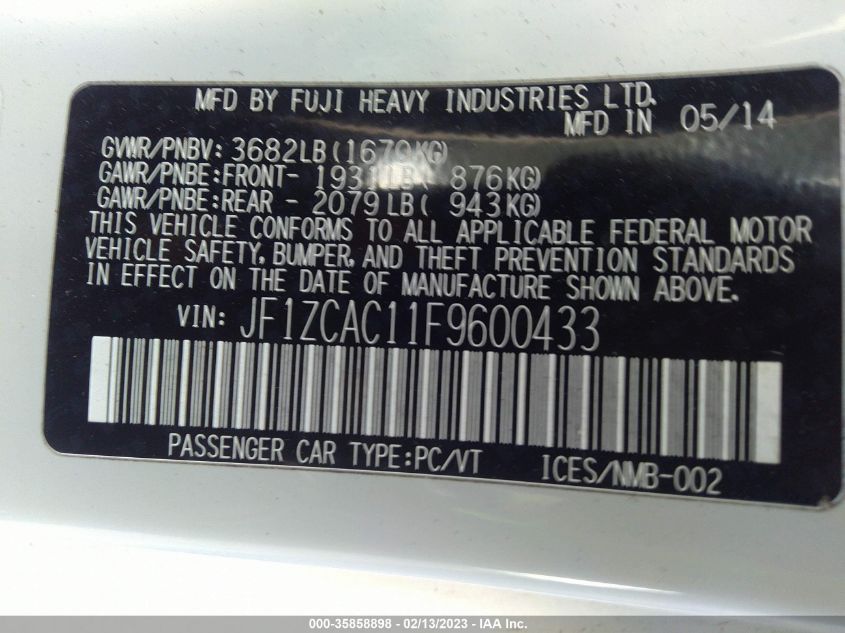 MFD BY FUJI HEAVY INDUSTRIES LTD.
MFD IN 05/14
GVWR/PNBV: 3682LB(1670KG)
GAWR/PNBE:FRONT- 1931LB( 876KG)
GAWR/PNBE:REAR - 2079LB( 943KG)
THIS VEHICLE CONFORMS TO ALL APPLICABLE FEDERAL MOTOR
VEHICLE SAFETY, BUMPER, AND THEFT PREVENTION STANDARDS
IN EFFECT ON THE DATE OF MANUFACTURE SHOWN ABOVE.
VIN: JF1ZCAC11F9600433
PASSENGER CAR TYPE:PC/VT ICES/NMB-002
000-35858898 - 02/13/2023 - IAA Inc.